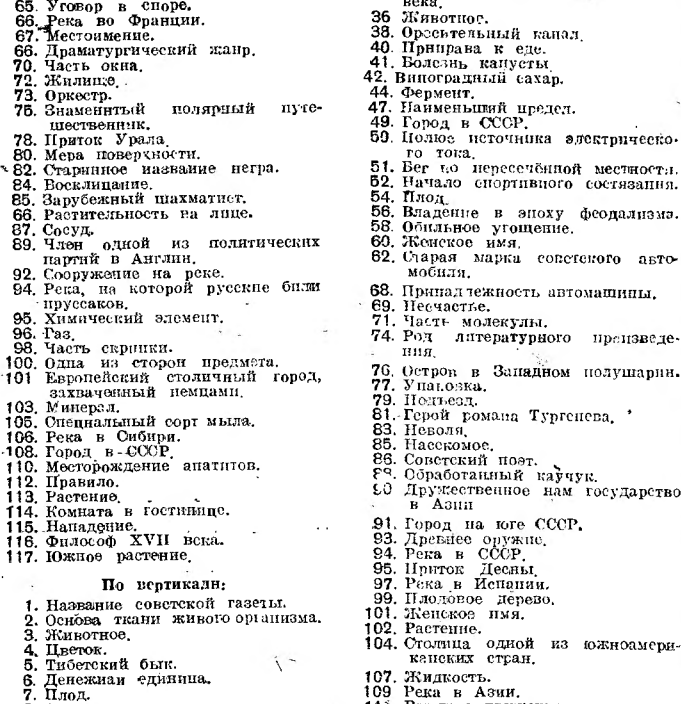 65. Уговор в споре.
66. Река во Франции.
67. Местоимение.
66. Драматургический жанр.
70. Часть окна.
72. Жилище.
73. Оркестр.
75. Знаменитый полярный путе-
шественник.
78. Приток Урала.
80. Мера поверхности.
82. Старинное название негра.
84. Восклицание.
85. Зарубежный шахматист.
66. Растительность на лице.
87. Сосуд.
89. Член одной из политических
партий в Англии.
92. Сооружение на реке.
94. Река, на которой русские били
пруссаков.
95. Химический элемент.
96. Газ.
98. Часть скрипки.
100. Одна из сторон предмета.
101 Европейский столичный город,
захваченный немцами.
103. Минерал.
105. Специальный сорт мыла.
106. Река в Сибири.
108. Город в СССР.
110. Месторождение апатитов.
112. Правило.
113. Растение.
114. Комната в гостинице.
115. Нападение.
116. Философ XVII века.
117. Южное растение.
По вертикали:
1. Название советской газеты.
2. Основа ткани живого организма.
3. Животное.
4. Цветок.
5. Тибетский бык.
6. Денежная единица.
7. Плод.
века.
36 Животное.
38. Оросительный канал.
40. Приправа к еде.
41. Болезнь капусты
42. Виноградный сахар.
44. Фермент.
47. Наименьший предел.
49. Город в СССР.
50. Полюс источника электрическо-
го тока.
51. Бег по пересечённой местности.
52. Начало спортивного состязания.
54. Плод.
56. Владение в эпоху феодализма.
58. Обильное угощение.
60. Женское имя.
62. Старая марка советского авто-
мобиля.
68. Принадлежность автомашины.
69. Несчастье.
71. Часть молекулы.
74. Род литературного произведе-
ния.
76. Остров в Западном полушарии.
77. Упаковка.
79. Подъезд.
81. Герой романа Тургенева.
83. Неволя.
85. Насекомое.
86. Советский поэт.
88. Обработанный каучук.
90 Дружественное нам государство
в Азии
91. Город на юге СССР.
93. Древнее оружие.
94. Река в СССР.
95. Приток Десны.
97. Река в Испании.
99. Плодовое дерево.
101. Женское имя.
102. Растение.
104. Столица одной из южноамери-
канских стран.
107. Жидкость.
109 Река в Азии.